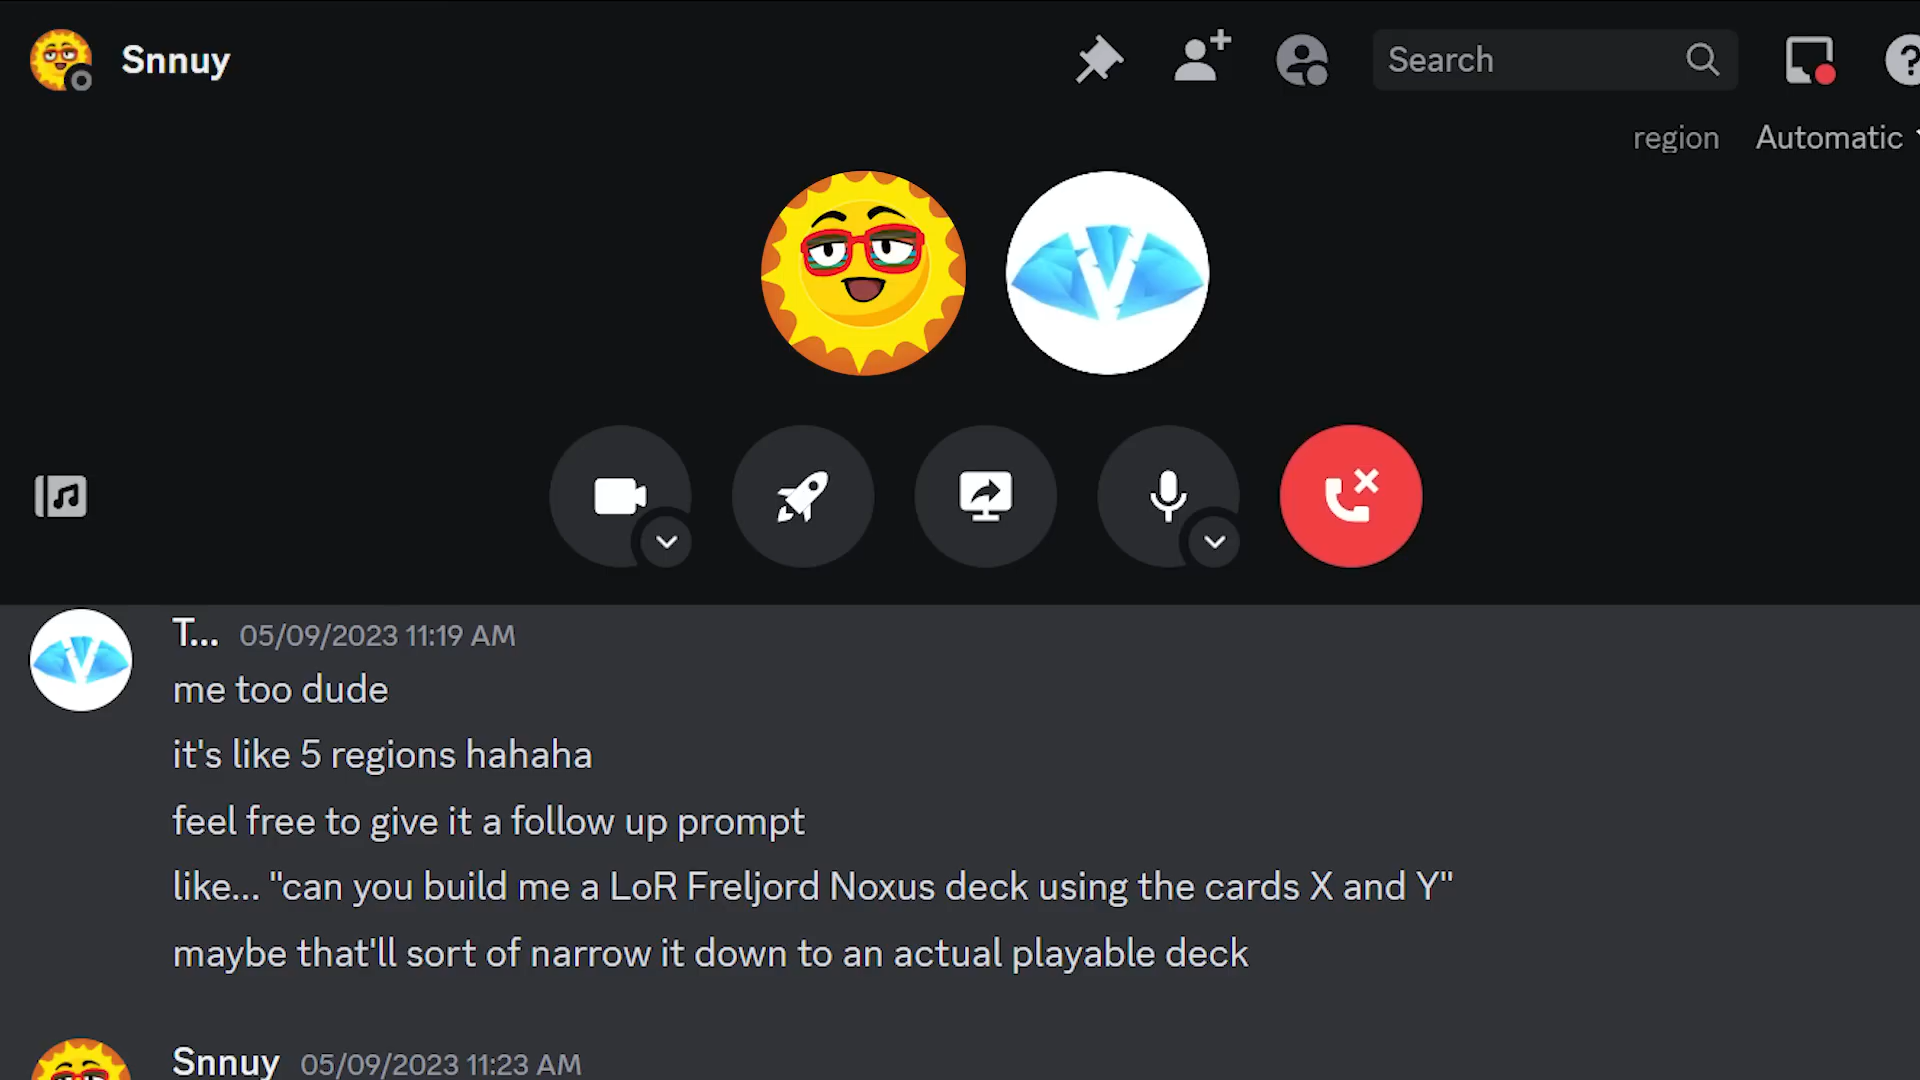 Snnuy
Search
region Automatic
T... 05/09/2023 11:19 AM
me too dude
it's like 5 regions hahaha
feel free to give it a follow up prompt
like... "can you build me a LoR Freljord Noxus deck using the cards X and Y"
maybe that'll sort of narrow it down to an actual playable deck
Snnuy 05/09/2023 11:23 AM